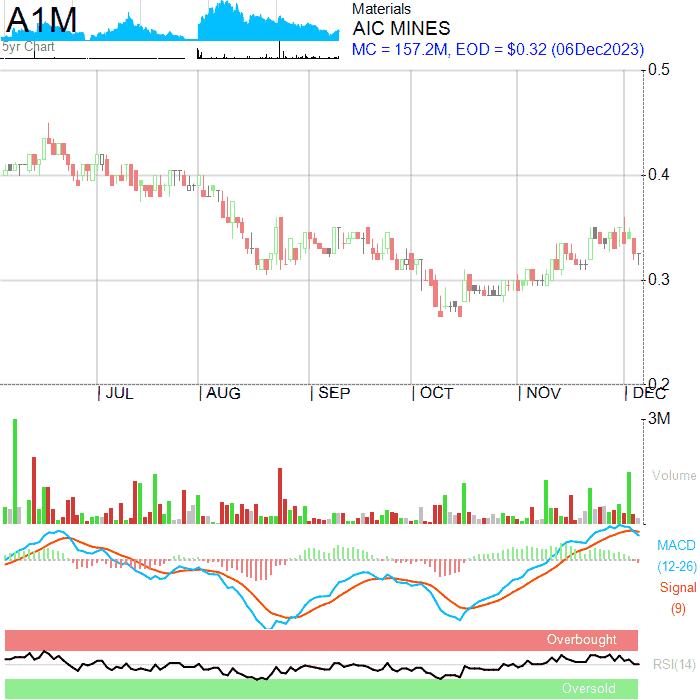 A1M
5yr Chart
Materials
AIC MINES
MC = 157.2M, EOD = $0.32 (06Dec2023)
0.5
0.4
0.3
0.2
JUL AUG SEP OCT NOV DEC
3M
Volume
MACD
(12-26)
Signal
(9)
Overbought
RSI(14)
Oversold